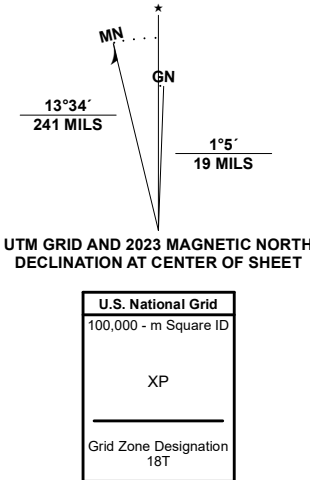 MN
GN
13°34´
241 MILS
1°5´
19 MILS
UTM GRID AND 2023 MAGNETIC NORTH
DECLINATION AT CENTER OF SHEET
U.S. National Grid
100,000 - m Square ID
XP
Grid Zone Designation
18T